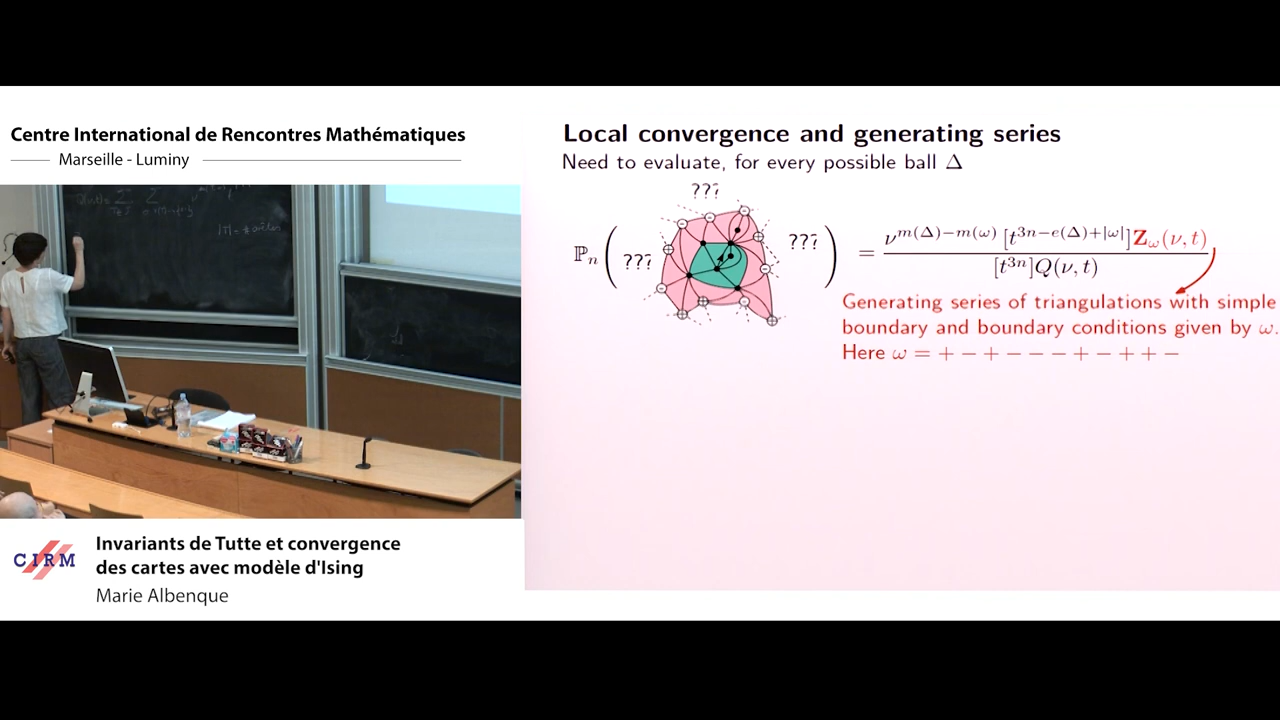 Centre International de Rencontres Mathématiques
Marseille - Luminy
Local convergence and generating series
Need to evaluate, for every possible ball Δ
???
ℙₙ ( ??? ??? ) = ν^{m(Δ)−m(ω)} [t^{3n−e(Δ)+|ω|}] Z_ω(ν, t) / [t^{3n}]Q(ν, t)
Generating series of triangulations with simple
boundary and boundary conditions given by ω.
Here ω = + − + − − − + − + + −
CIRM
Invariants de Tutte et convergence
des cartes avec modèle d'Ising
Marie Albenque